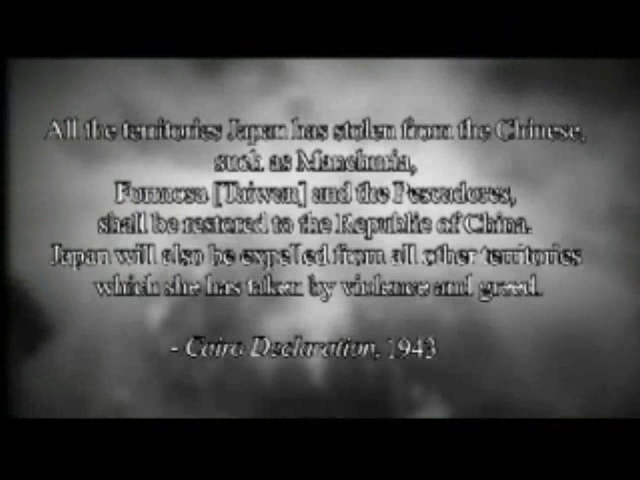 All the territories Japan has stolen from the Chinese,
such as Manchuria,
Formosa [Taiwan] and the Pescadores,
shall be restored to the Republic of China.
Japan will also be expelled from all other territories
which she has taken by violence and greed.
- Cairo Declaration, 1943